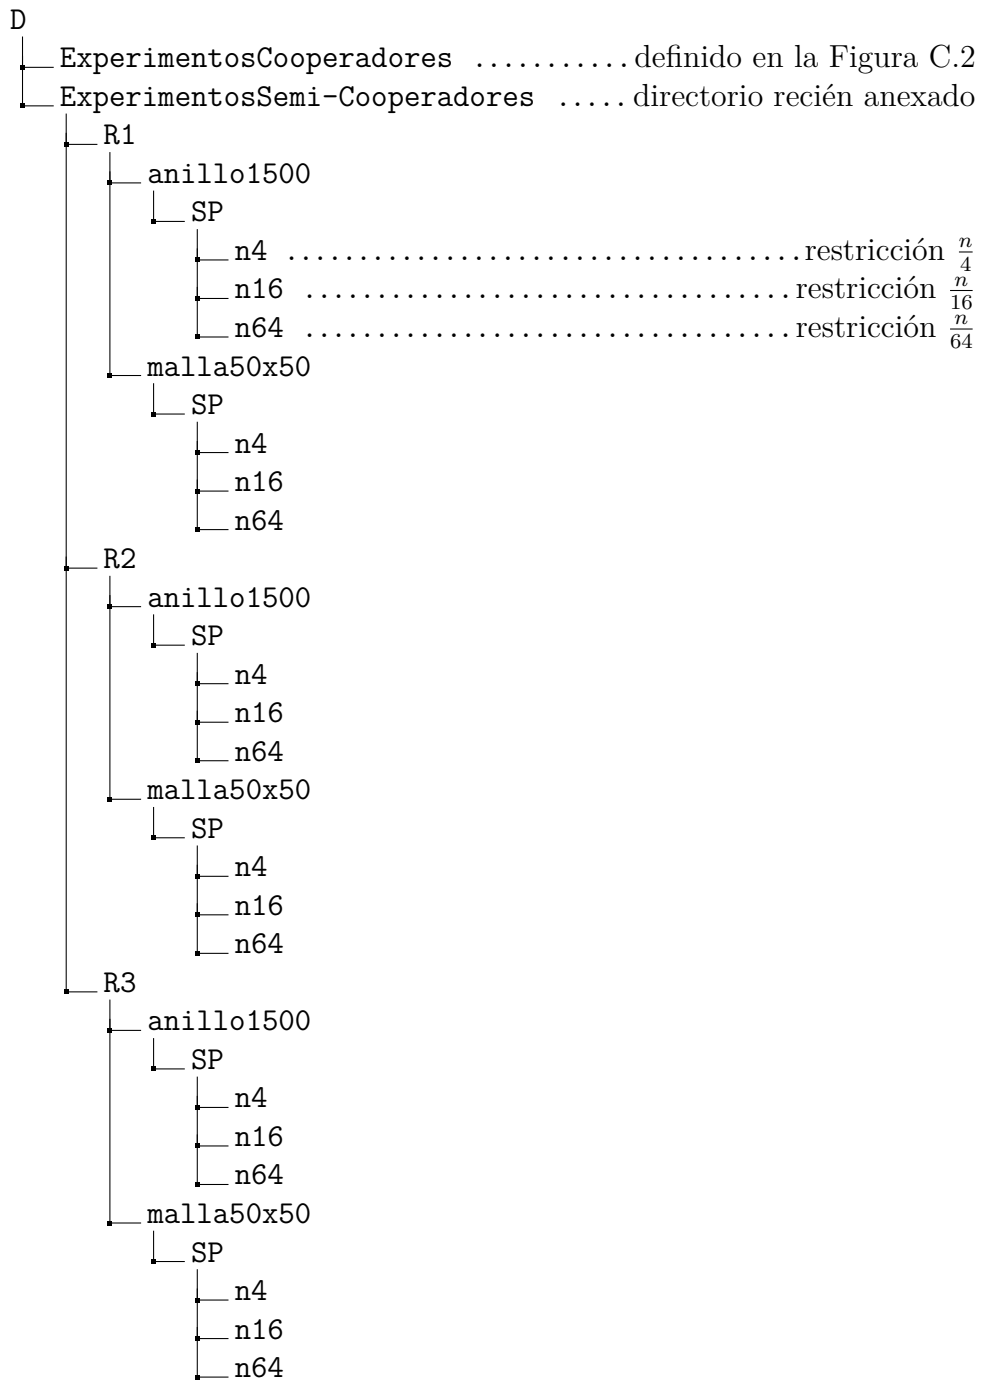 D
ExperimentosCooperadores ........... definido en la Figura C.2
ExperimentosSemi-Cooperadores ..... directorio recién anexado
R1
anillo1500
SP
n4 .................................... restricción n/4
n16 .................................. restricción n/16
n64 .................................. restricción n/64
malla50x50
SP
n4
n16
n64
R2
anillo1500
SP
n4
n16
n64
malla50x50
SP
n4
n16
n64
R3
anillo1500
SP
n4
n16
n64
malla50x50
SP
n4
n16
n64